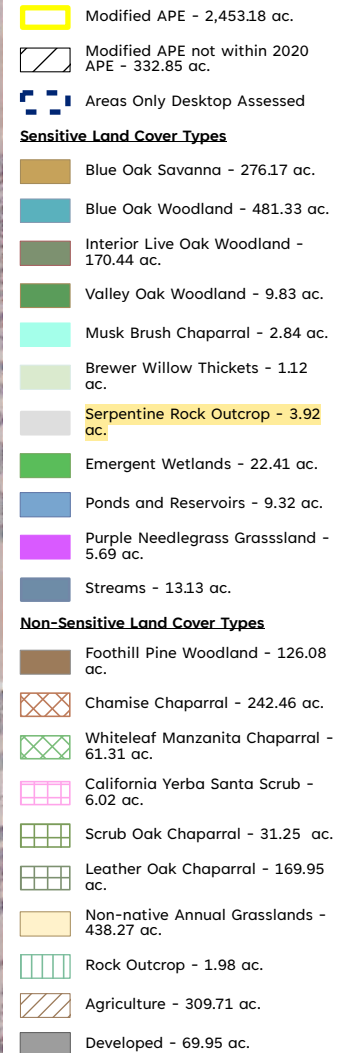 Modified APE - 2,453.18 ac.
Modified APE not within 2020
APE - 332.85 ac.
Areas Only Desktop Assessed
Sensitive Land Cover Types
Blue Oak Savanna - 276.17 ac.
Blue Oak Woodland - 481.33 ac.
Interior Live Oak Woodland -
170.44 ac.
Valley Oak Woodland - 9.83 ac.
Musk Brush Chaparral - 2.84 ac.
Brewer Willow Thickets - 1.12
ac.
Serpentine Rock Outcrop - 3.92
ac.
Emergent Wetlands - 22.41 ac.
Ponds and Reservoirs - 9.32 ac.
Purple Needlegrass Grasssland -
5.69 ac.
Streams - 13.13 ac.
Non-Sensitive Land Cover Types
Foothill Pine Woodland - 126.08
ac.
Chamise Chaparral - 242.46 ac.
Whiteleaf Manzanita Chaparral -
61.31 ac.
California Yerba Santa Scrub -
6.02 ac.
Scrub Oak Chaparral - 31.25 ac.
Leather Oak Chaparral - 169.95
ac.
Non-native Annual Grasslands -
438.27 ac.
Rock Outcrop - 1.98 ac.
Agriculture - 309.71 ac.
Developed - 69.95 ac.